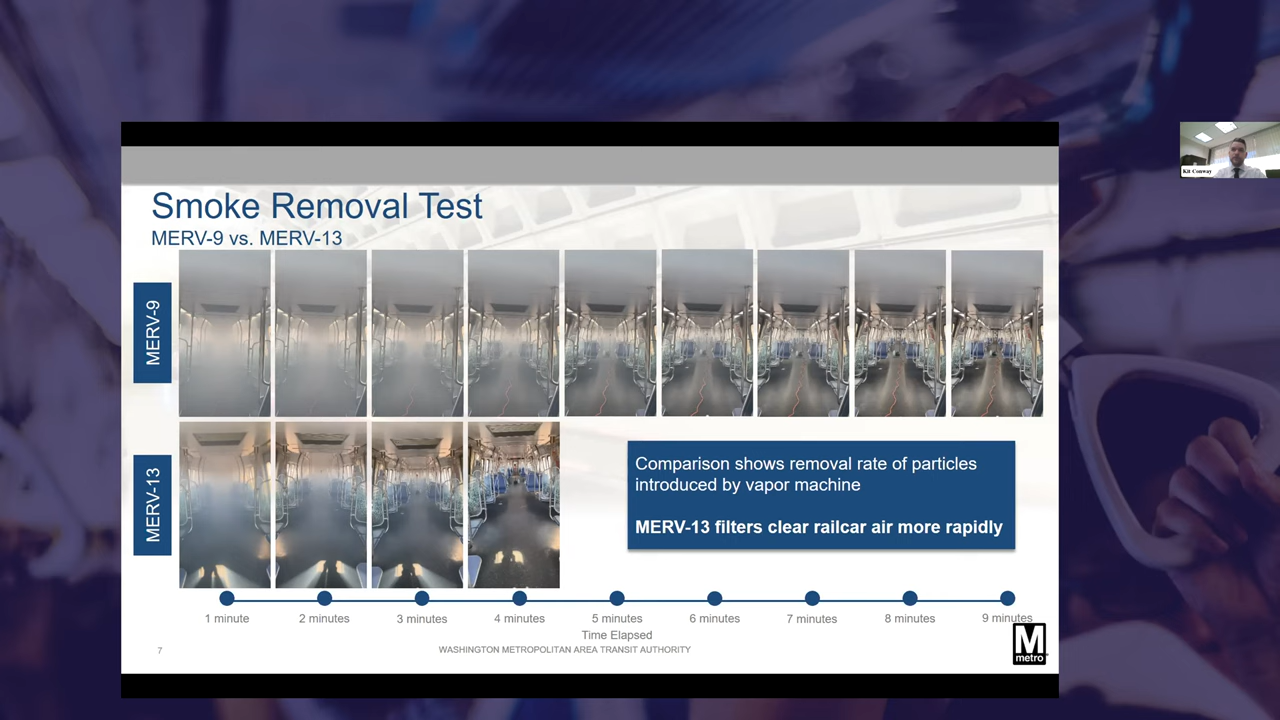 Smoke Removal Test
MERV-9 vs. MERV-13
MERV-9
MERV-13
Comparison shows removal rate of particles
introduced by vapor machine
MERV-13 filters clear railcar air more rapidly
1 minute
2 minutes
3 minutes
4 minutes
5 minutes
6 minutes
7 minutes
8 minutes
9 minutes
Time Elapsed
7
WASHINGTON METROPOLITAN AREA TRANSIT AUTHORITY
M
metro
Kit Conway